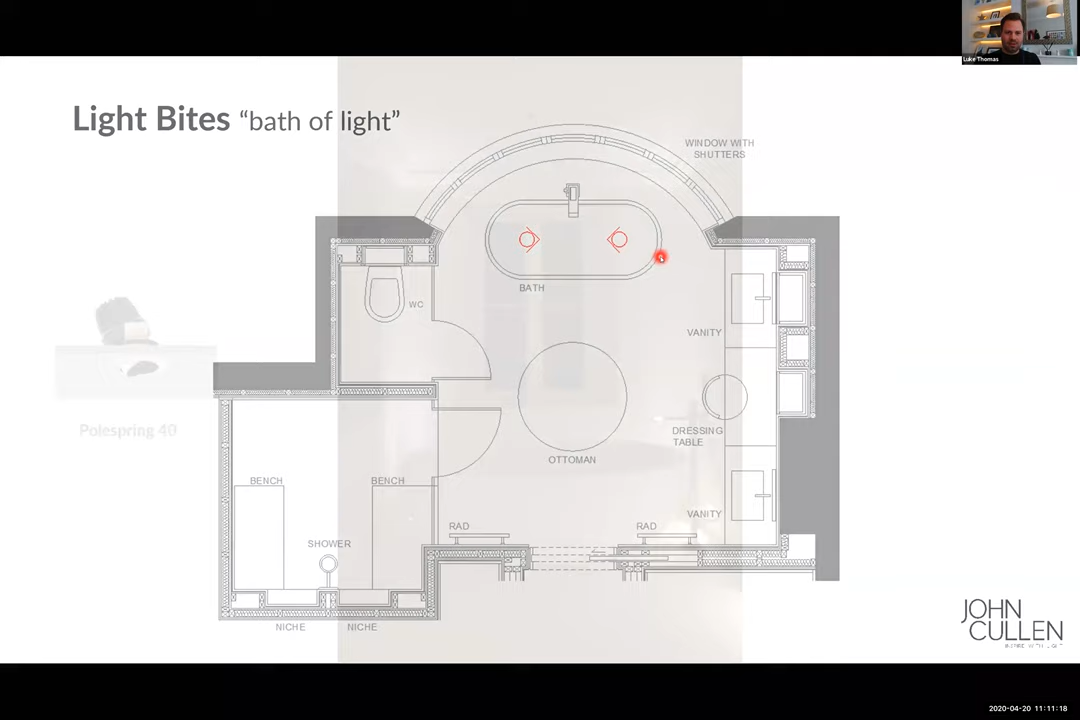 Luke Thomas
Light Bites “bath of light”
WINDOW WITH
SHUTTERS
BATH
WC
VANITY
Polespring 40
DRESSING
TABLE
OTTOMAN
BENCH
BENCH
VANITY
RAD
RAD
SHOWER
NICHE
NICHE
JOHN
CULLEN
2020-04-20 11:11:18